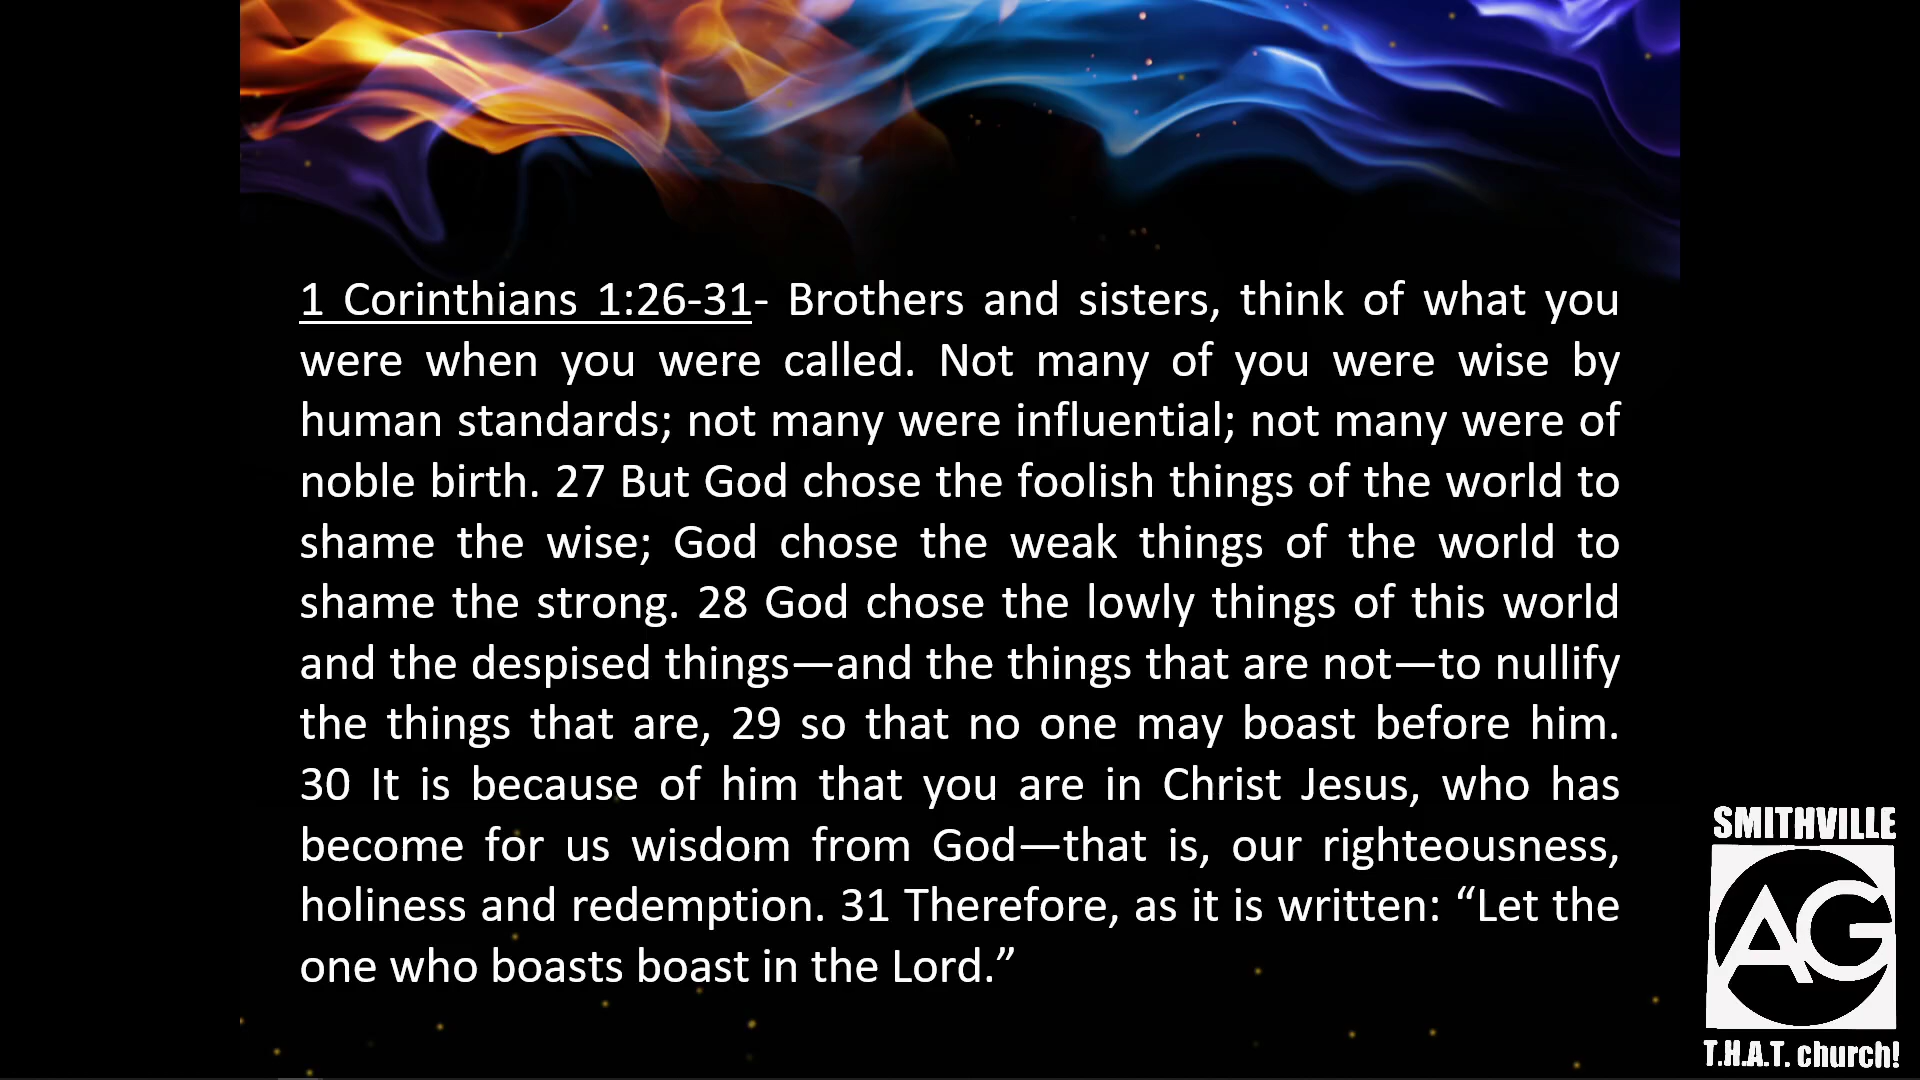 1 Corinthians 1:26-31- Brothers and sisters, think of what you
were when you were called. Not many of you were wise by
human standards; not many were influential; not many were of
noble birth. 27 But God chose the foolish things of the world to
shame the wise; God chose the weak things of the world to
shame the strong. 28 God chose the lowly things of this world
and the despised things—and the things that are not—to nullify
the things that are, 29 so that no one may boast before him.
30 It is because of him that you are in Christ Jesus, who has
become for us wisdom from God—that is, our righteousness,
holiness and redemption. 31 Therefore, as it is written: “Let the
one who boasts boast in the Lord.”
SMITHVILLE
AG
T.H.A.T. church!